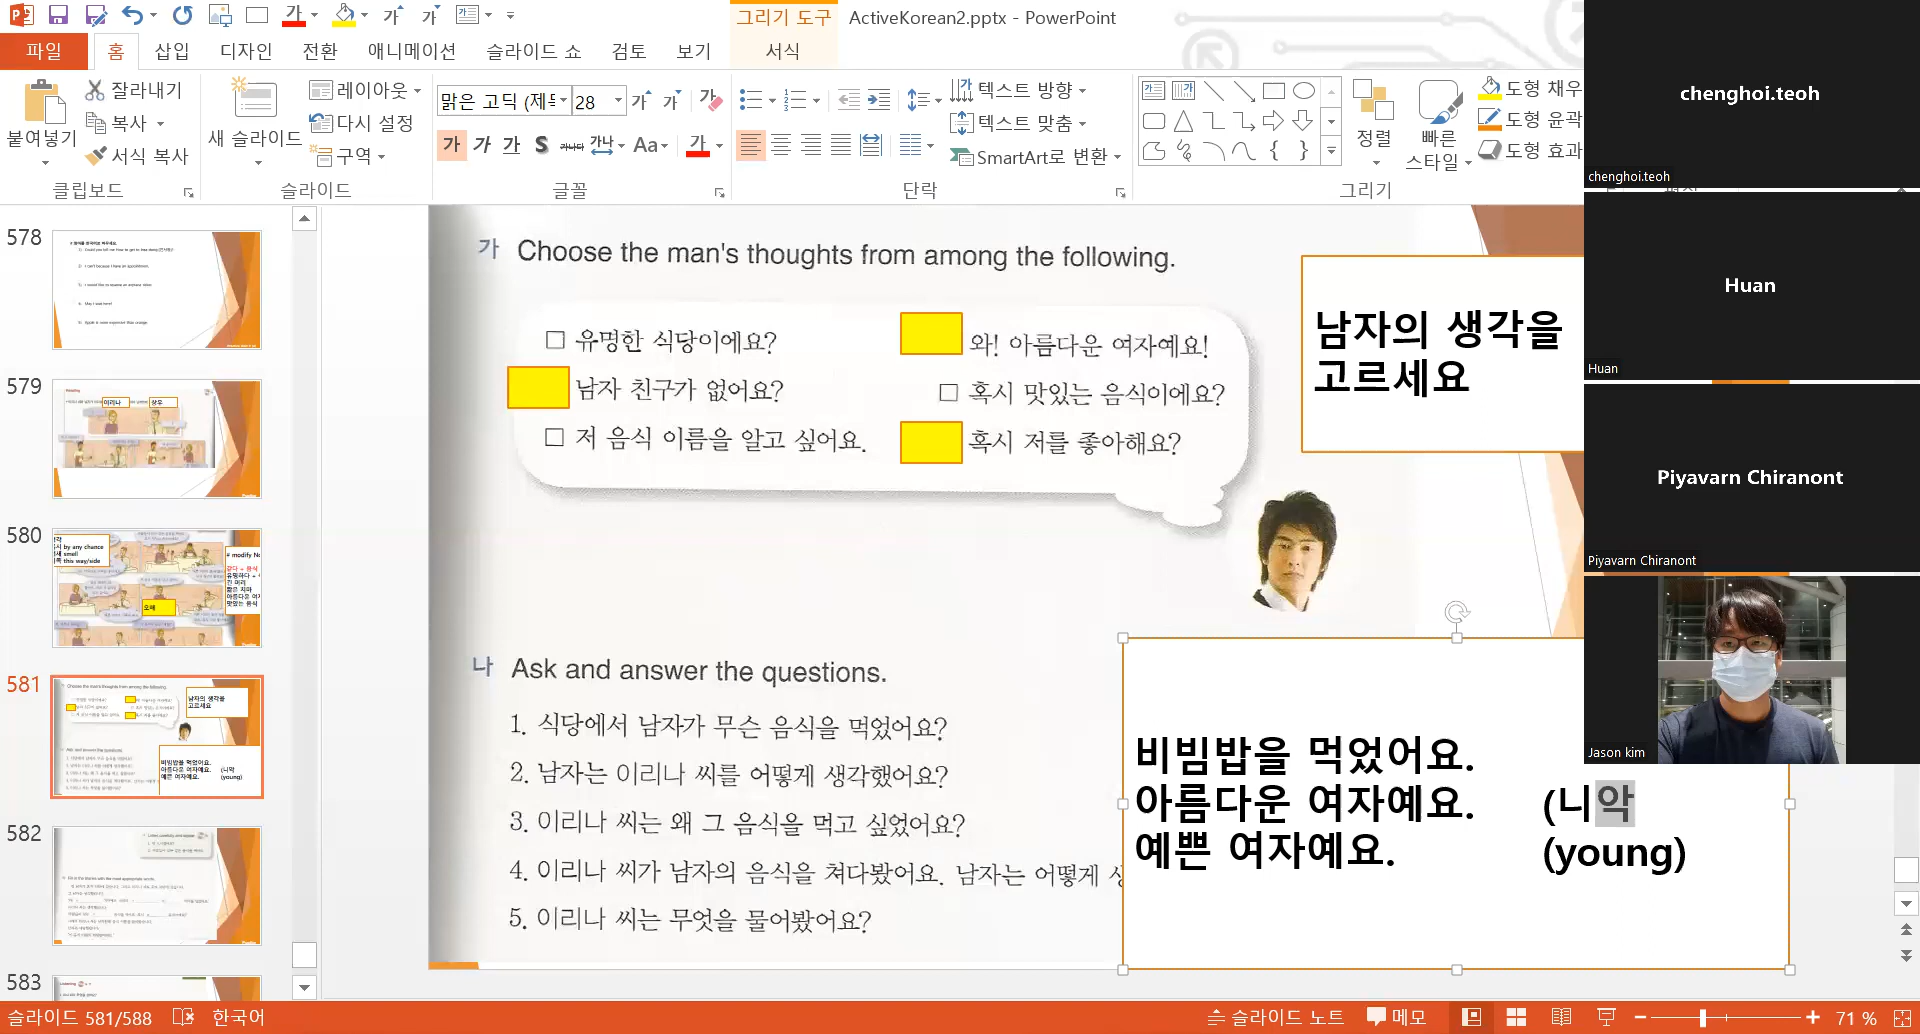 그리기 도구
ActiveKorean2.pptx - PowerPoint
파일 홈 삽입 디자인 전환 애니메이션 슬라이드 쇼 검토 보기 서식
붙여넣기
잘라내기
복사
서식 복사
클립보드
새 슬라이드
레이아웃
다시 설정
구역
슬라이드
맑은 고딕 (제목
28
글꼴
텍스트 방향
텍스트 맞춤
SmartArt로 변환
단락
정렬
빠른
스타일
도형 채우
도형 윤곽
도형 효과
그리기
578
579
이리나
상우
580
by any chance
smell
this way/side
오빠
581
582
583
가 Choose the man's thoughts from among the following.
유명한 식당이에요?
와! 아름다운 여자예요!
남자 친구가 없어요?
혹시 맛있는 음식이에요?
저 음식 이름을 알고 싶어요.
혹시 저를 좋아해요?
남자의 생각을
고르세요
나 Ask and answer the questions.
1. 식당에서 남자가 무슨 음식을 먹었어요?
2. 남자는 이리나 씨를 어떻게 생각했어요?
3. 이리나 씨는 왜 그 음식을 먹고 싶었어요?
4. 이리나 씨가 남자의 음식을 쳐다봤어요. 남자는 어떻게
5. 이리나 씨는 무엇을 물어봤어요?
비빔밥을 먹었어요.
아름다운 여자예요. (니악
예쁜 여자예요. (young)
chenghoi.teoh
chenghoi.teoh
Huan
Huan
Piyavarn Chiranont
Piyavarn Chiranont
Jason kim
슬라이드 581/588
한국어
슬라이드 노트
메모
71 %